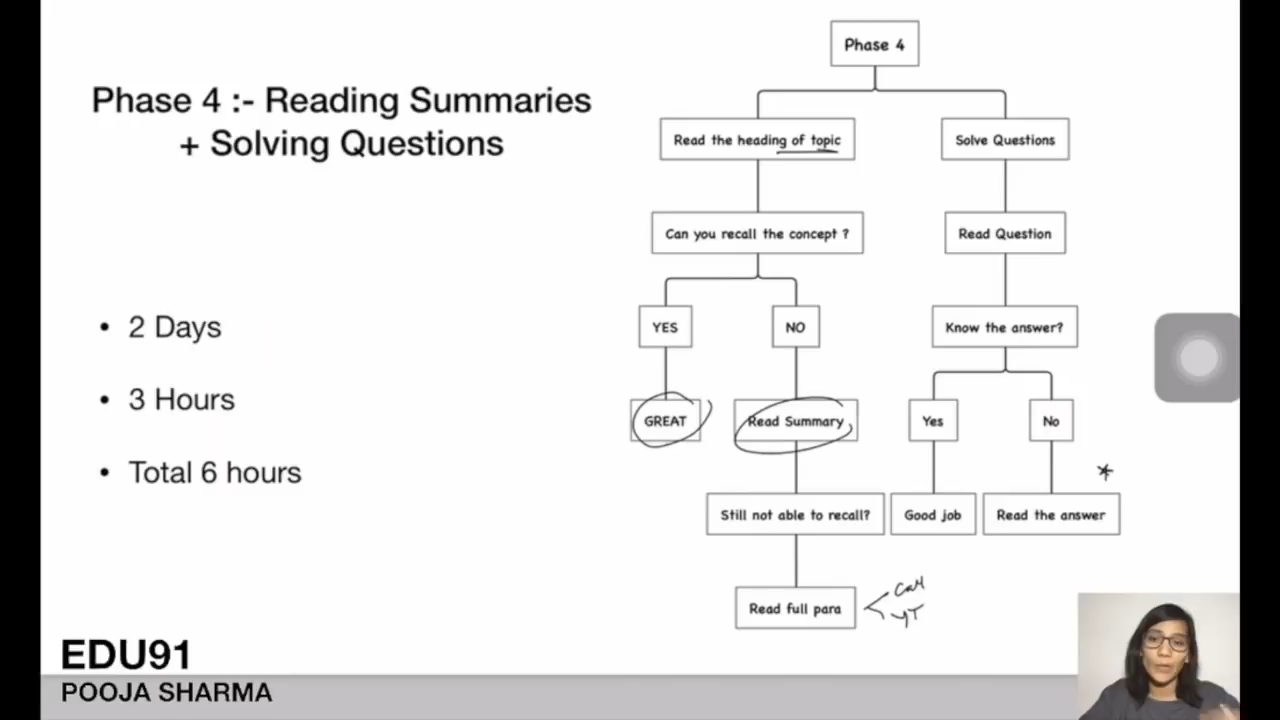 Phase 4 :- Reading Summaries
+ Solving Questions
• 2 Days
• 3 Hours
• Total 6 hours
Phase 4
Read the heading of topic
Solve Questions
Can you recall the concept ?
Read Question
YES
NO
Know the answer?
GREAT
Read Summary
Yes
No
*
Still not able to recall?
Good job
Read the answer
Read full para
YT
EDU91
POOJA SHARMA